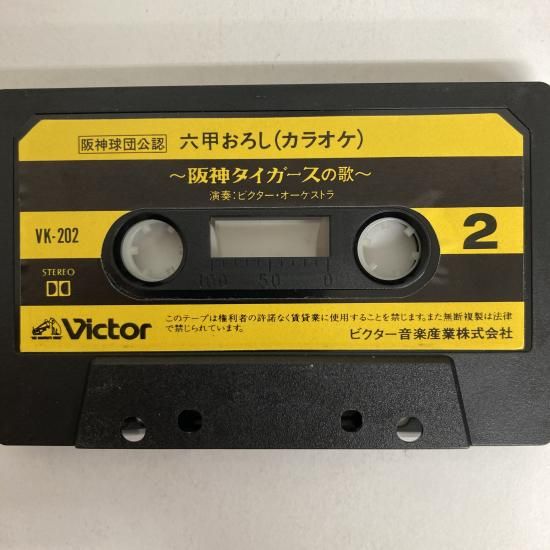 阪神球団公認 六甲おろし(カラオケ)
～阪神タイガースの歌～
演奏:ビクター・オーケストラ
VK-202
2
STEREO
100 50 0
Victor
このテープは権利者の許諾なく賃貸業に使用することを禁じます。また無断複製は法律
で禁じられています。
ビクター音楽産業株式会社